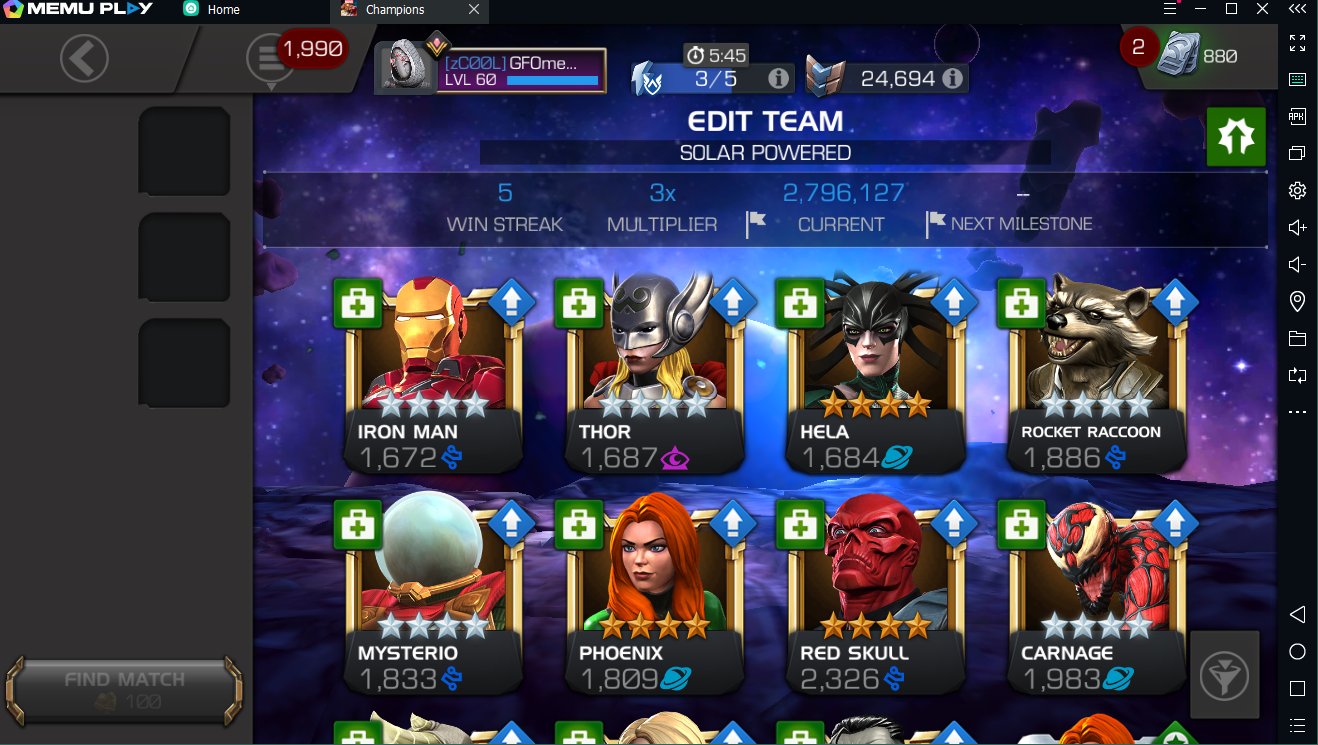 MEMU PLAY
Home
Champions
1,990
[zC00L] GFOme...
LVL 60
5:45
3/5
24,694
2
880
APK
EDIT TEAM
SOLAR POWERED
5
3x
2,796,127
--
WIN STREAK
MULTIPLIER
CURRENT
NEXT MILESTONE
IRON MAN
1,672
THOR
1,687
HELA
1,684
ROCKET RACCOON
1,886
MYSTERIO
1,833
PHOENIX
1,809
RED SKULL
2,326
CARNAGE
1,983
FIND MATCH
100